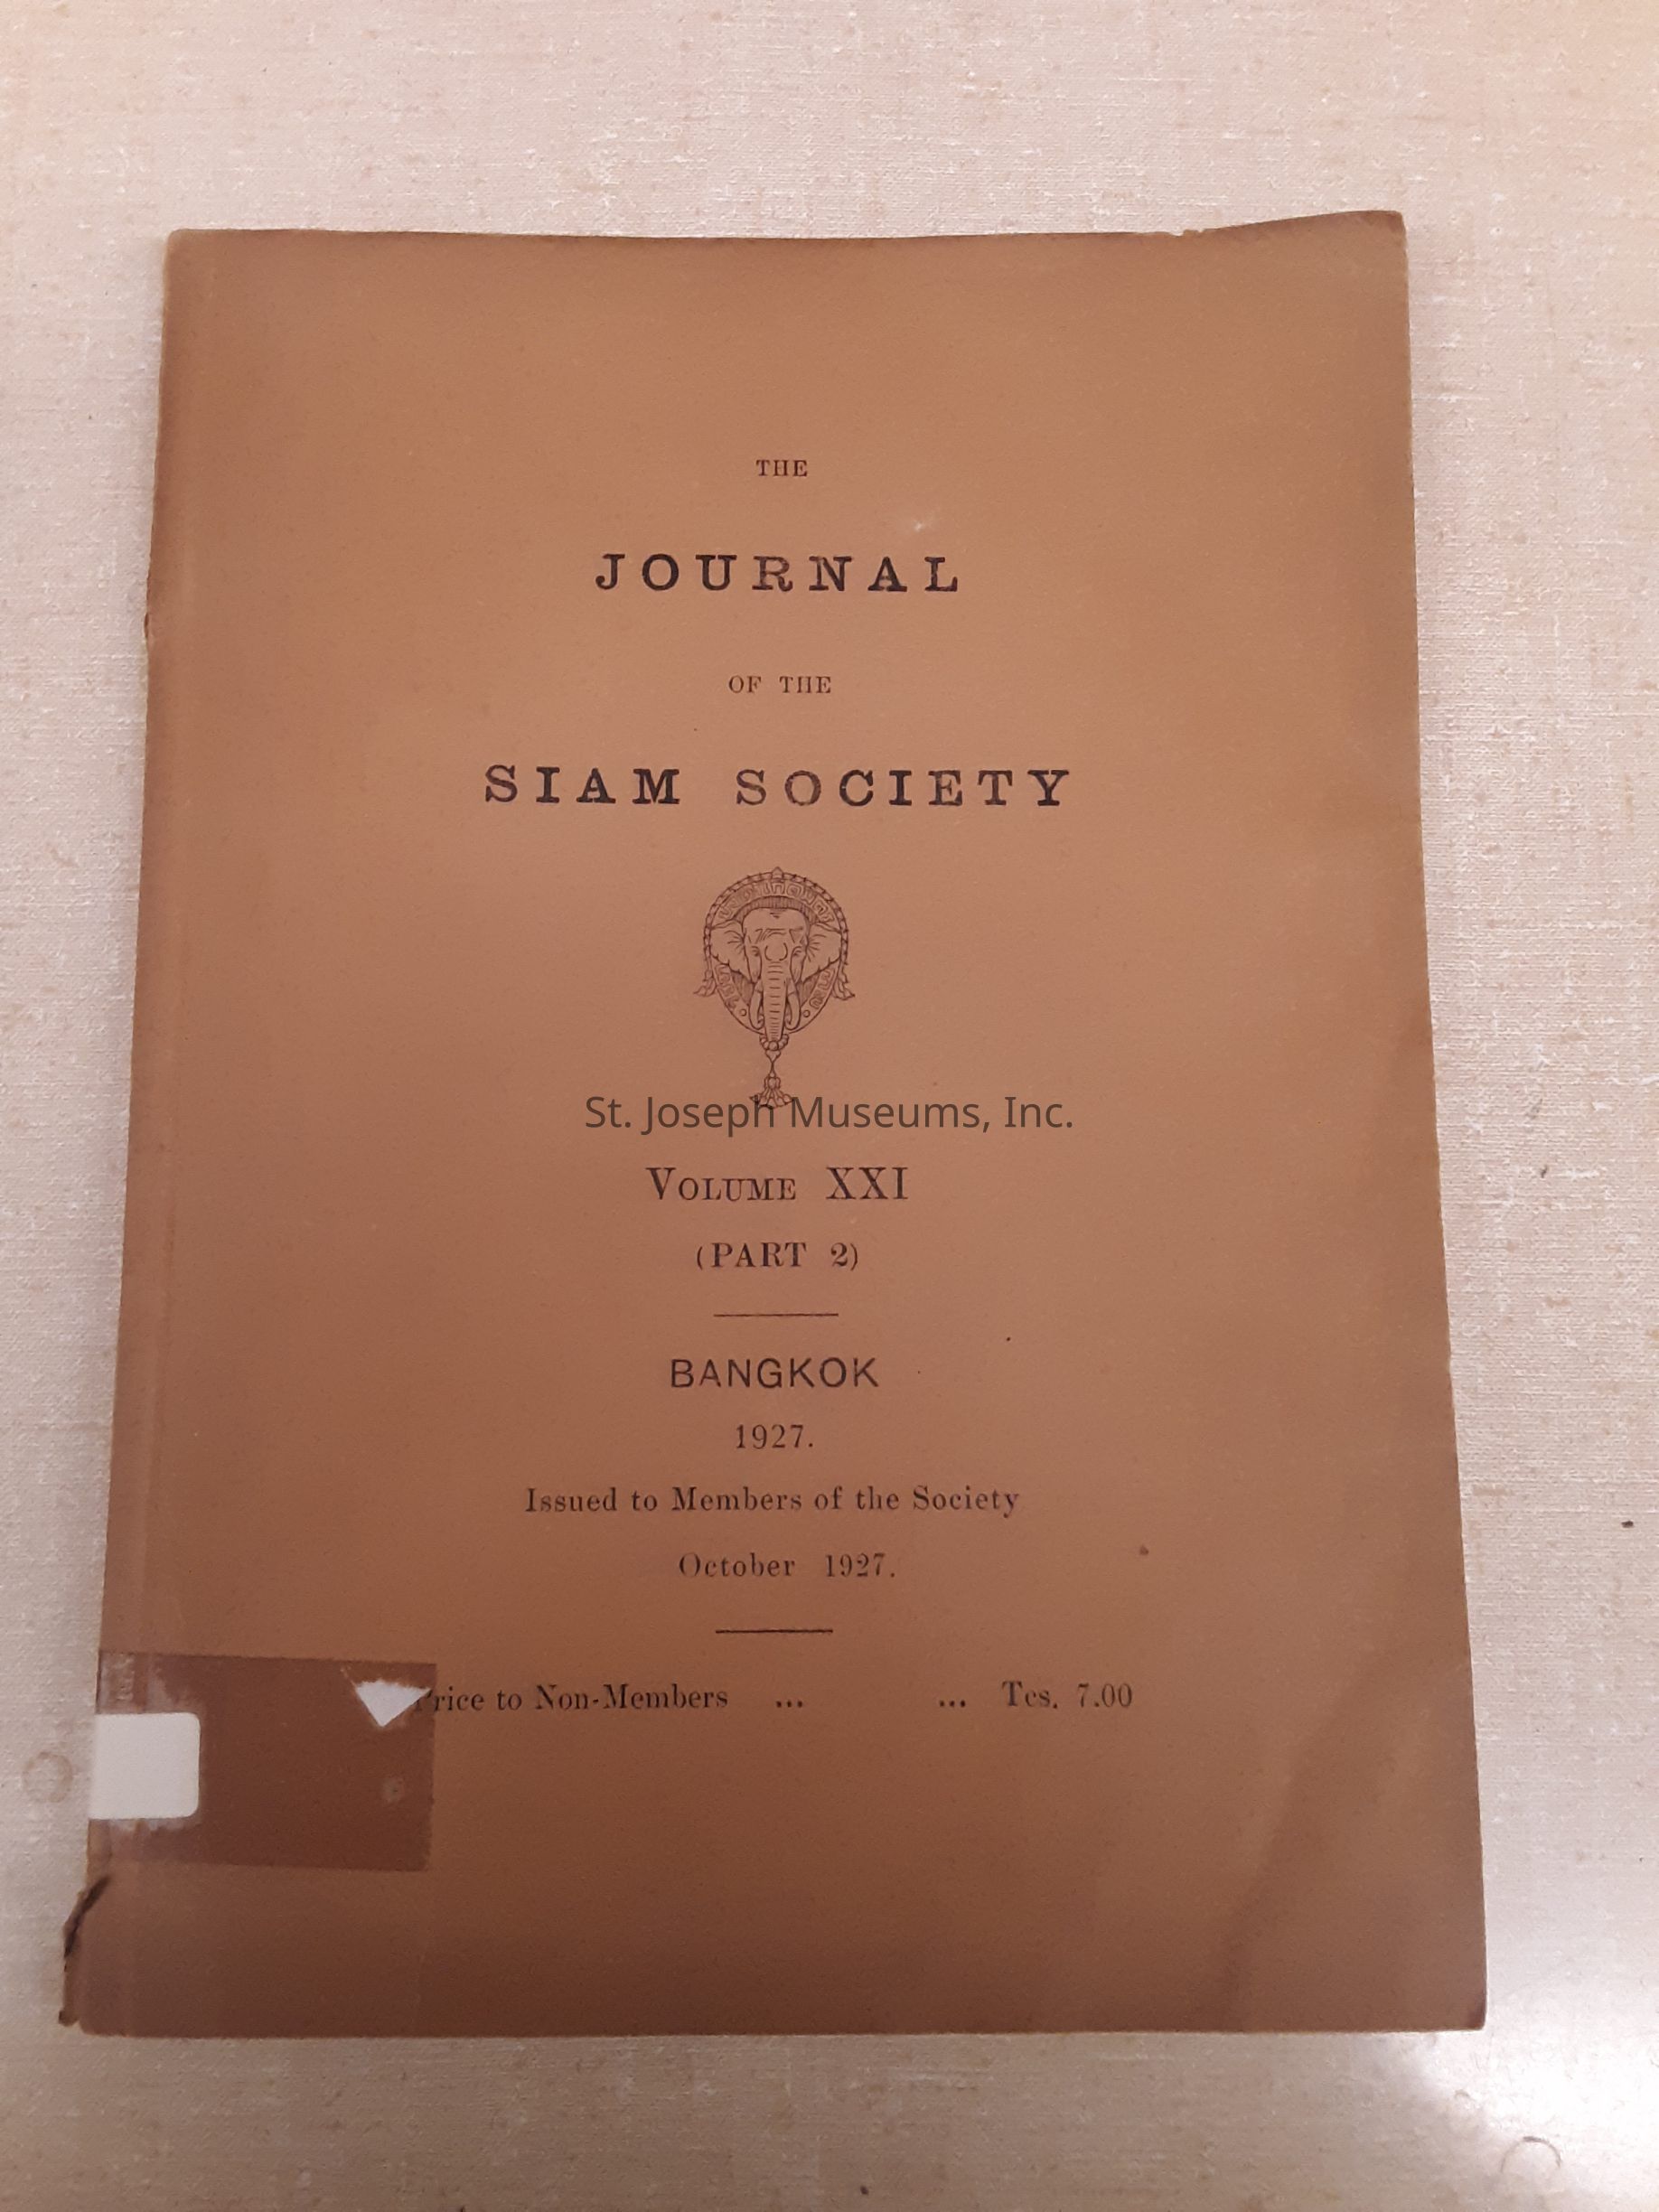 THE
JOURNAL
OF THE
SIAM SOCIETY
St. Joseph Museums, Inc.
VOLUME XXI
(PART 2)
BANGKOK
1927.
Issued to Members of the Society
October 1927.
Price to Non-Members ... ... Tcs. 7.00